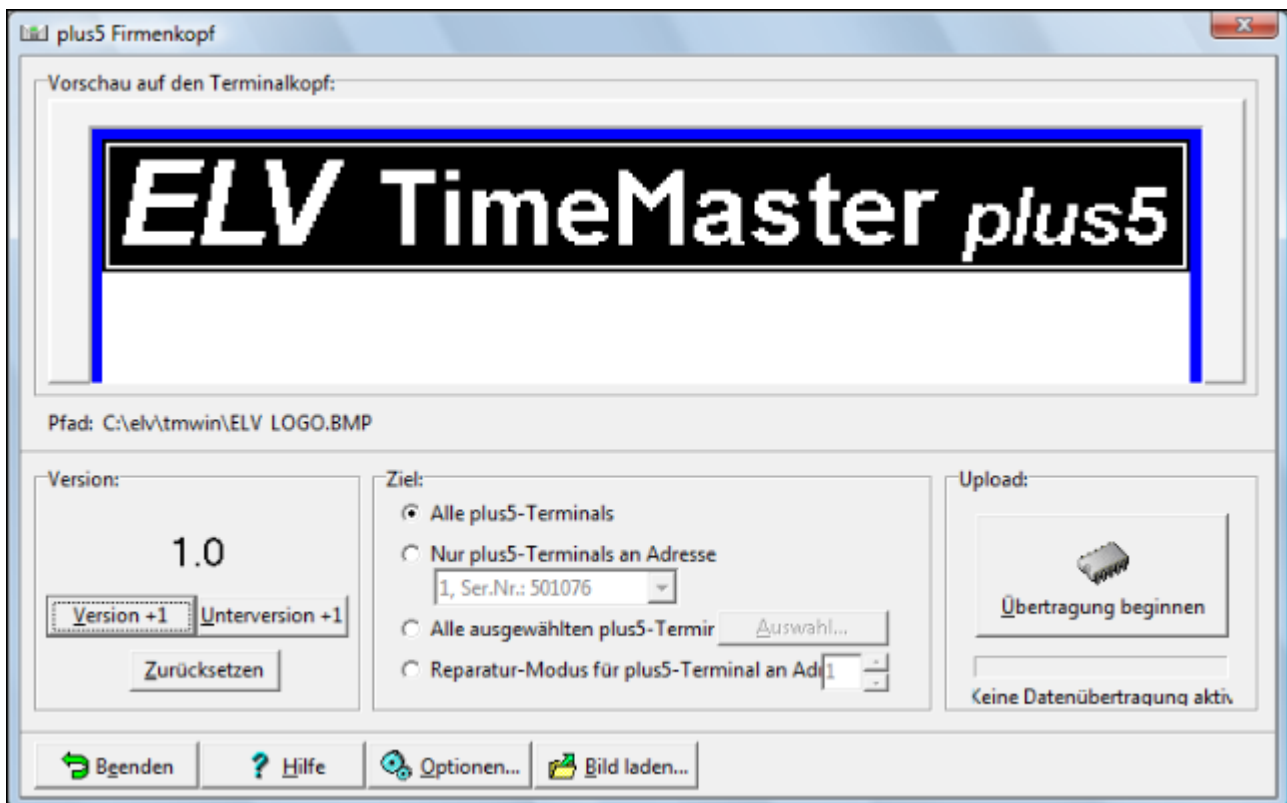 plus5 Firmenkopf
Vorschau auf den Terminalkopf:
ELV TimeMaster plus5
Pfad: C:\elv\tmwin\ELV LOGO.BMP
Version:
1.0
Version +1 Unterversion +1
Zurücksetzen
Ziel:
Alle plus5-Terminals
Nur plus5-Terminals an Adresse
1, Ser.Nr.: 501076
Alle ausgewählten plus5-Termir Auswahl...
Reparatur-Modus für plus5-Terminal an Adr 1
Upload:
Übertragung beginnen
Keine Datenübertragung aktiv
Beenden Hilfe Optionen... Bild laden...